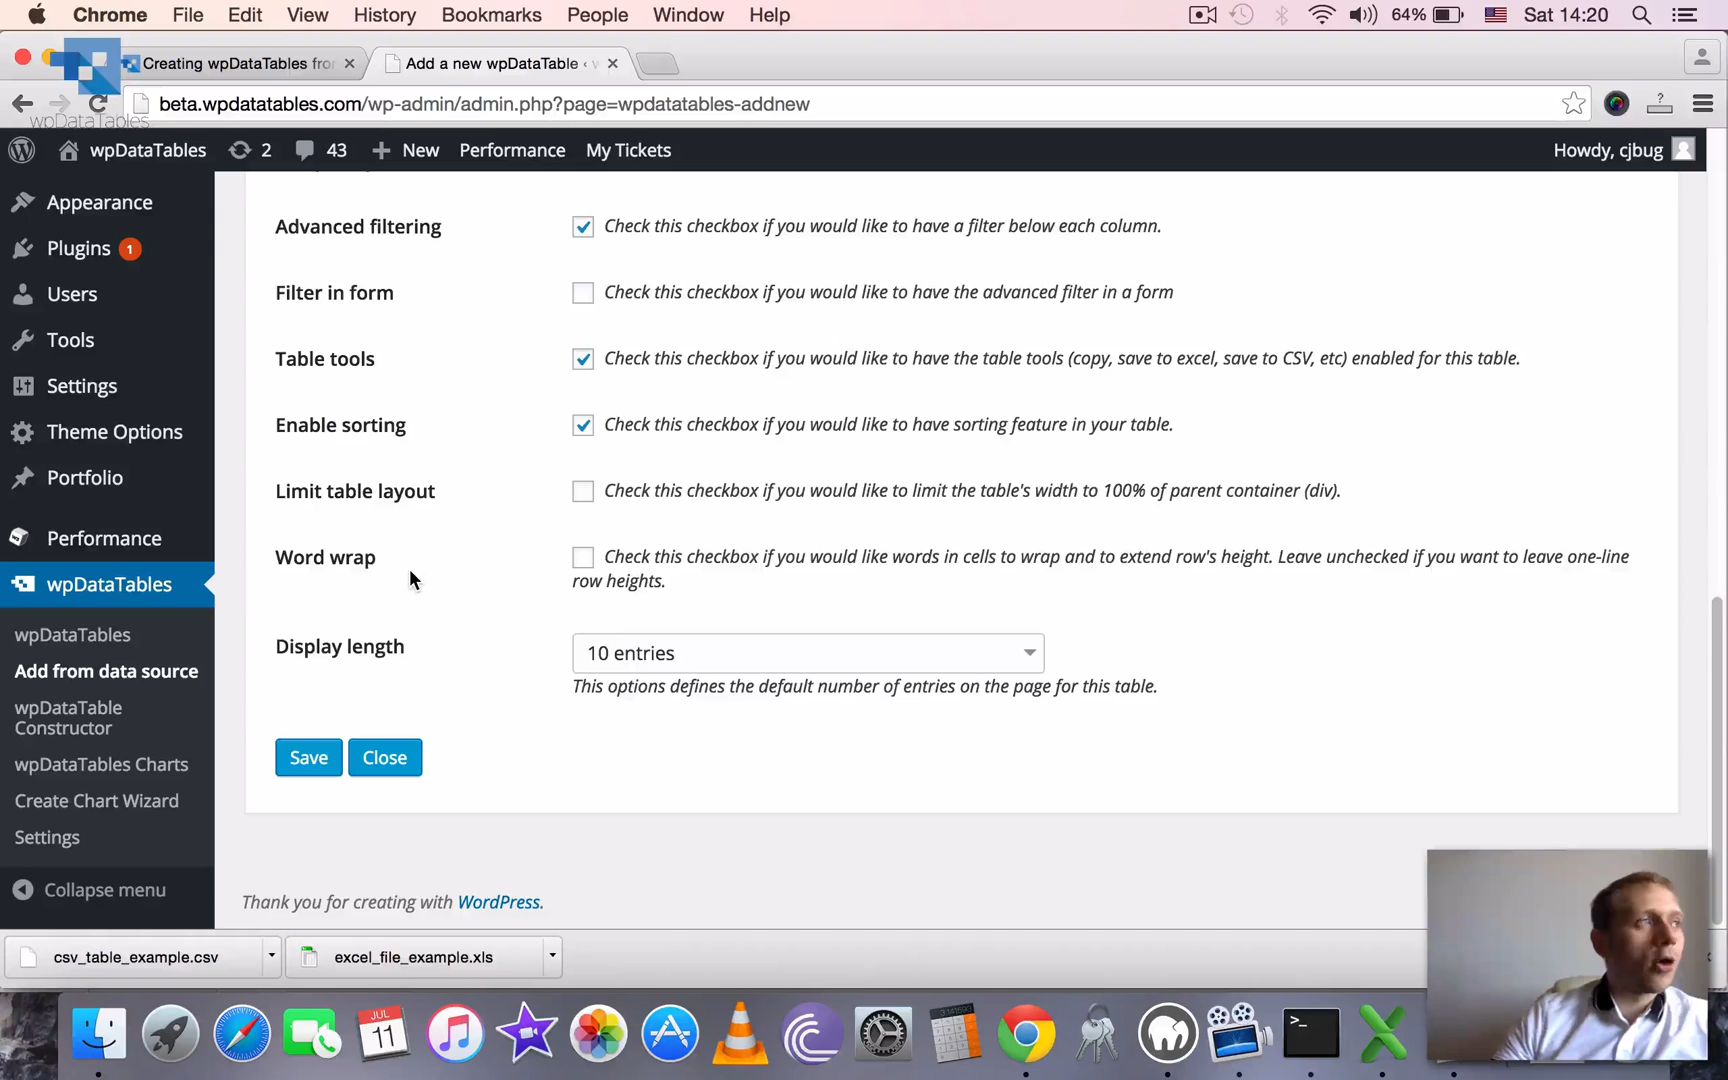 Chrome File Edit View History Bookmarks People Window Help 64% Sat 14:20
Creating wpDataTables fro Add a new wpDataTable ‹ w
beta.wpdatatables.com/wp-admin/admin.php?page=wpdatatables-addnew
wpDataTables
wpDataTables 2 43 New Performance My Tickets Howdy, cjbug
Appearance
Plugins 1
Users
Tools
Settings
Theme Options
Portfolio
Performance
wpDataTables
wpDataTables
Add from data source
wpDataTable
Constructor
wpDataTables Charts
Create Chart Wizard
Settings
Collapse menu
Advanced filtering Check this checkbox if you would like to have a filter below each column.
Filter in form Check this checkbox if you would like to have the advanced filter in a form
Table tools Check this checkbox if you would like to have the table tools (copy, save to excel, save to CSV, etc) enabled for this table.
Enable sorting Check this checkbox if you would like to have sorting feature in your table.
Limit table layout Check this checkbox if you would like to limit the table's width to 100% of parent container (div).
Word wrap Check this checkbox if you would like words in cells to wrap and to extend row's height. Leave unchecked if you want to leave one-line
row heights.
Display length 10 entries
This options defines the default number of entries on the page for this table.
Save Close
Thank you for creating with WordPress.
csv_table_example.csv excel_file_example.xls
JUL
11